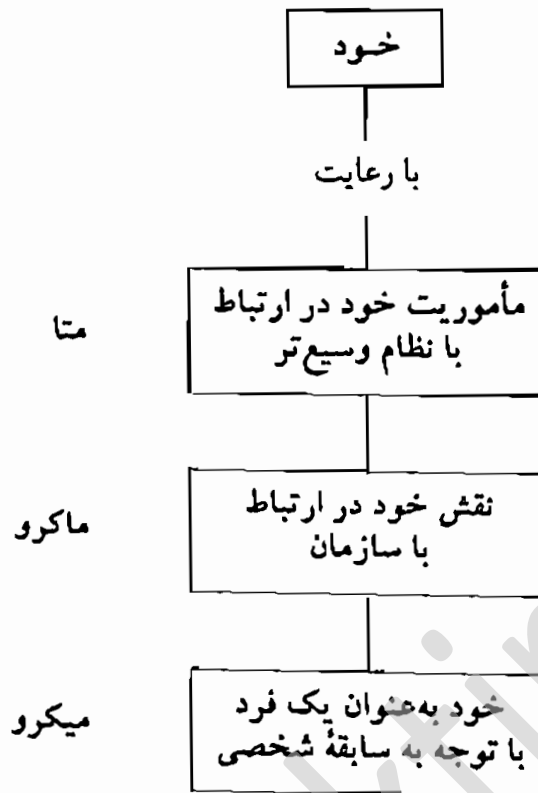 خود
با رعایت
مأموریت خود در ارتباط
با نظام وسیع‌تر
متا
نقش خود در ارتباط
با سازمان
ماکرو
خود به‌عنوان یک فرد
با توجه به سابقهٔ شخصی
میکرو